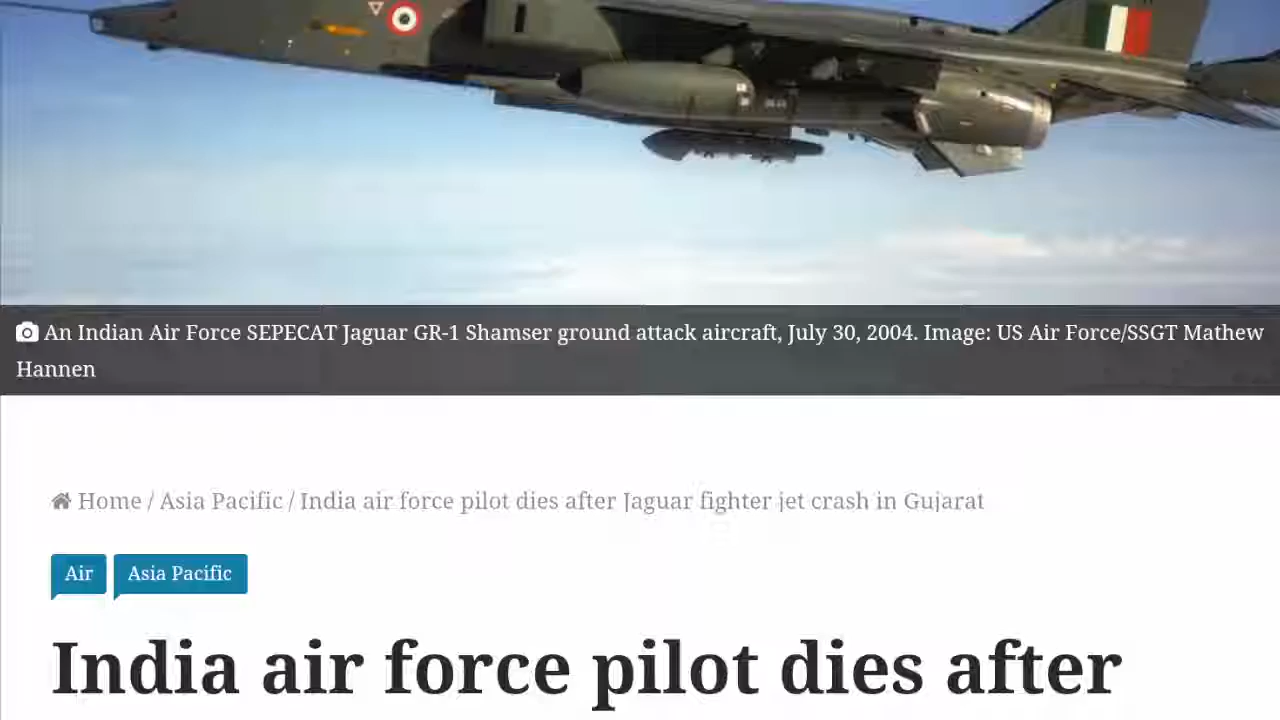 An Indian Air Force SEPECAT Jaguar GR-1 Shamser ground attack aircraft, July 30, 2004. Image: US Air Force/SSGT Mathew
Hannen
Home / Asia Pacific / India air force pilot dies after Jaguar fighter jet crash in Gujarat
Air
Asia Pacific
India air force pilot dies after